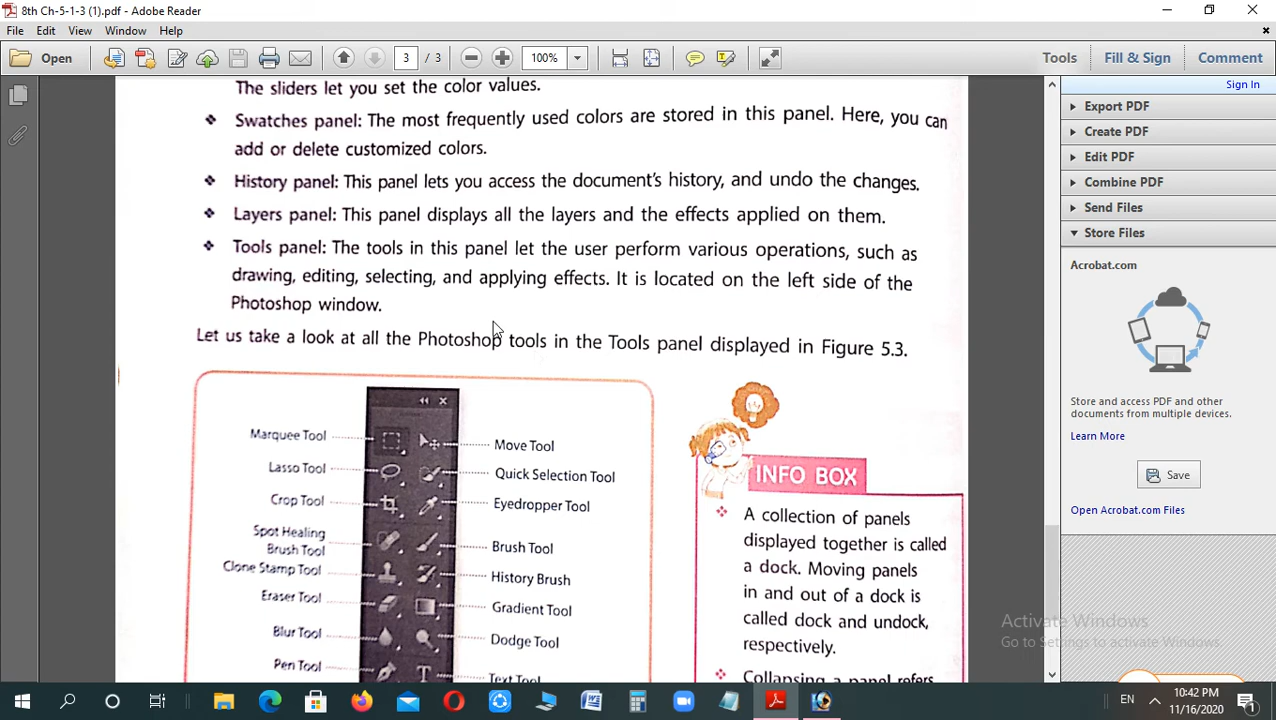 8th Ch-5-1-3 (1).pdf - Adobe Reader
File Edit View Window Help
Open 3 / 3 100% Tools Fill & Sign Comment
Sign In
Export PDF
Create PDF
Edit PDF
Combine PDF
Send Files
Store Files
Acrobat.com
Store and access PDF and other
documents from multiple devices.
Learn More
Save
Open Acrobat.com Files
The sliders let you set the color values.
❖ Swatches panel: The most frequently used colors are stored in this panel. Here, you can
add or delete customized colors.
❖ History panel: This panel lets you access the document's history, and undo the changes.
❖ Layers panel: This panel displays all the layers and the effects applied on them.
❖ Tools panel: The tools in this panel let the user perform various operations, such as
drawing, editing, selecting, and applying effects. It is located on the left side of the
Photoshop window.
Let us take a look at all the Photoshop tools in the Tools panel displayed in Figure 5.3.
Marquee Tool
Lasso Tool
Crop Tool
Spot Healing
Brush Tool
Clone Stamp Tool
Eraser Tool
Blur Tool
Pen Tool
Move Tool
Quick Selection Tool
Eyedropper Tool
Brush Tool
History Brush
Gradient Tool
Dodge Tool
Text Tool
INFO BOX
❖ A collection of panels
displayed together is called
a dock. Moving panels
in and out of a dock is
called dock and undock,
respectively.
❖ Collapsing a panel refers
Activate Windows
Go to Settings to activate Windows.
EN
10:42 PM
11/16/2020
1